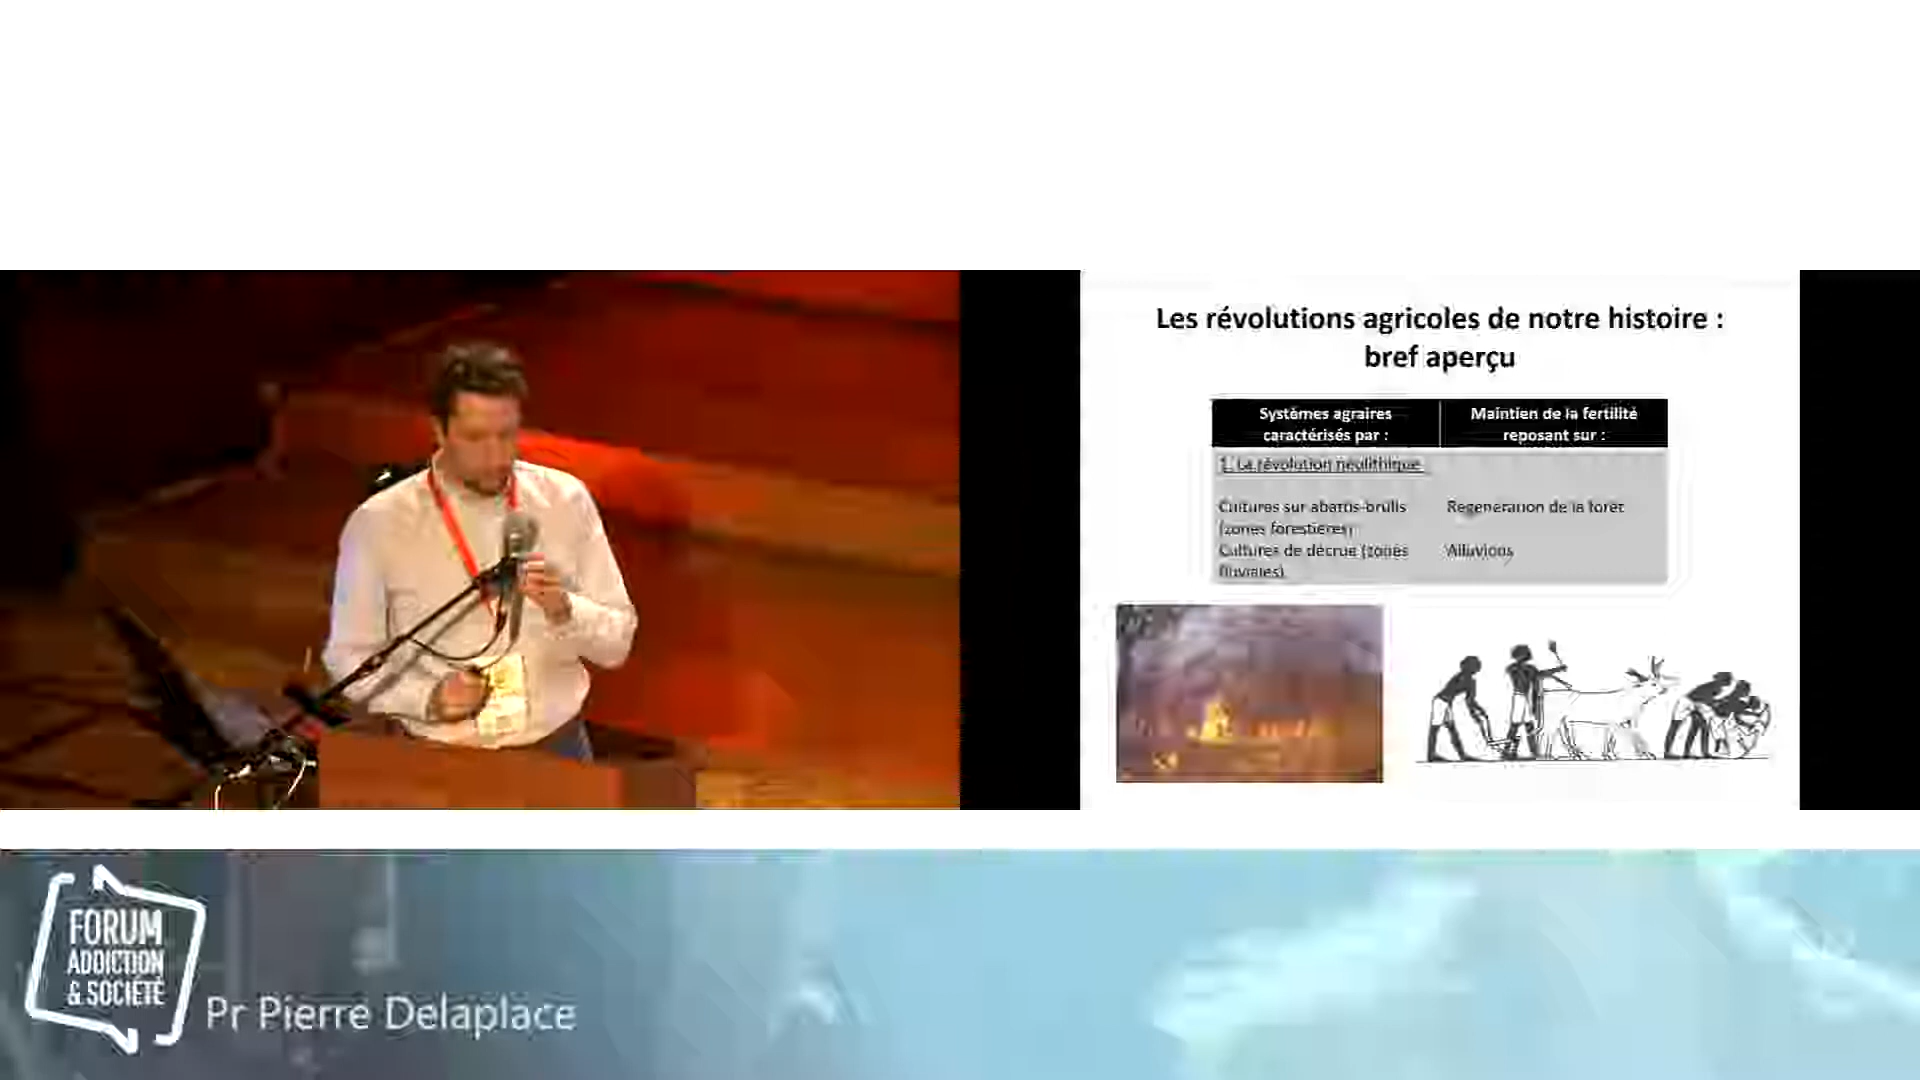 Les révolutions agricoles de notre histoire :
bref aperçu
Systèmes agraires
caractérisés par :
Maintien de la fertilité
reposant sur :
1. La révolution néolithique
Cultures sur abattis-brûlis
(zones forestières)
Régénération de la forêt
Cultures de décrue (zones
fluviales)
Alluvions
FORUM
ADDICTION
& SOCIÉTÉ
Pr Pierre Delaplace